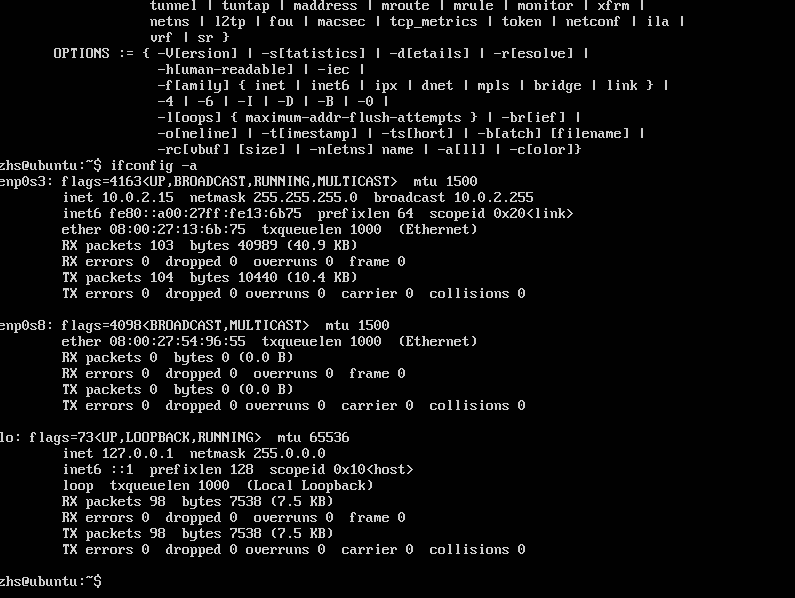 tunnel | tuntap | maddress | mroute | mrule | monitor | xfrm |
netns | l2tp | fou | macsec | tcp_metrics | token | netconf | ila |
vrf | sr }
OPTIONS := { -V[ersion] | -s[tatistics] | -d[etails] | -r[esolve] |
-h[uman-readable] | -iec |
-f[amily] { inet | inet6 | ipx | dnet | mpls | bridge | link } |
-4 | -6 | -I | -D | -B | -0 |
-l[oops] { maximum-addr-flush-attempts } | -br[ief] |
-o[neline] | -t[imestamp] | -ts[hort] | -b[atch] [filename] |
-rc[vbuf] [size] | -n[etns] name | -a[ll] | -c[olor]}
zhs@ubuntu:~$ ifconfig -a
enp0s3: flags=4163<UP,BROADCAST,RUNNING,MULTICAST>  mtu 1500
inet 10.0.2.15  netmask 255.255.255.0  broadcast 10.0.2.255
inet6 fe80::a00:27ff:fe13:6b75  prefixlen 64  scopeid 0x20<link>
ether 08:00:27:13:6b:75  txqueuelen 1000  (Ethernet)
RX packets 103  bytes 40989 (40.9 KB)
RX errors 0  dropped 0  overruns 0  frame 0
TX packets 104  bytes 10440 (10.4 KB)
TX errors 0  dropped 0 overruns 0  carrier 0  collisions 0
enp0s8: flags=4098<BROADCAST,MULTICAST>  mtu 1500
ether 08:00:27:54:96:55  txqueuelen 1000  (Ethernet)
RX packets 0  bytes 0 (0.0 B)
RX errors 0  dropped 0  overruns 0  frame 0
TX packets 0  bytes 0 (0.0 B)
TX errors 0  dropped 0 overruns 0  carrier 0  collisions 0
lo: flags=73<UP,LOOPBACK,RUNNING>  mtu 65536
inet 127.0.0.1  netmask 255.0.0.0
inet6 ::1  prefixlen 128  scopeid 0x10<host>
loop  txqueuelen 1000  (Local Loopback)
RX packets 98  bytes 7538 (7.5 KB)
RX errors 0  dropped 0  overruns 0  frame 0
TX packets 98  bytes 7538 (7.5 KB)
TX errors 0  dropped 0 overruns 0  carrier 0  collisions 0
zhs@ubuntu:~$